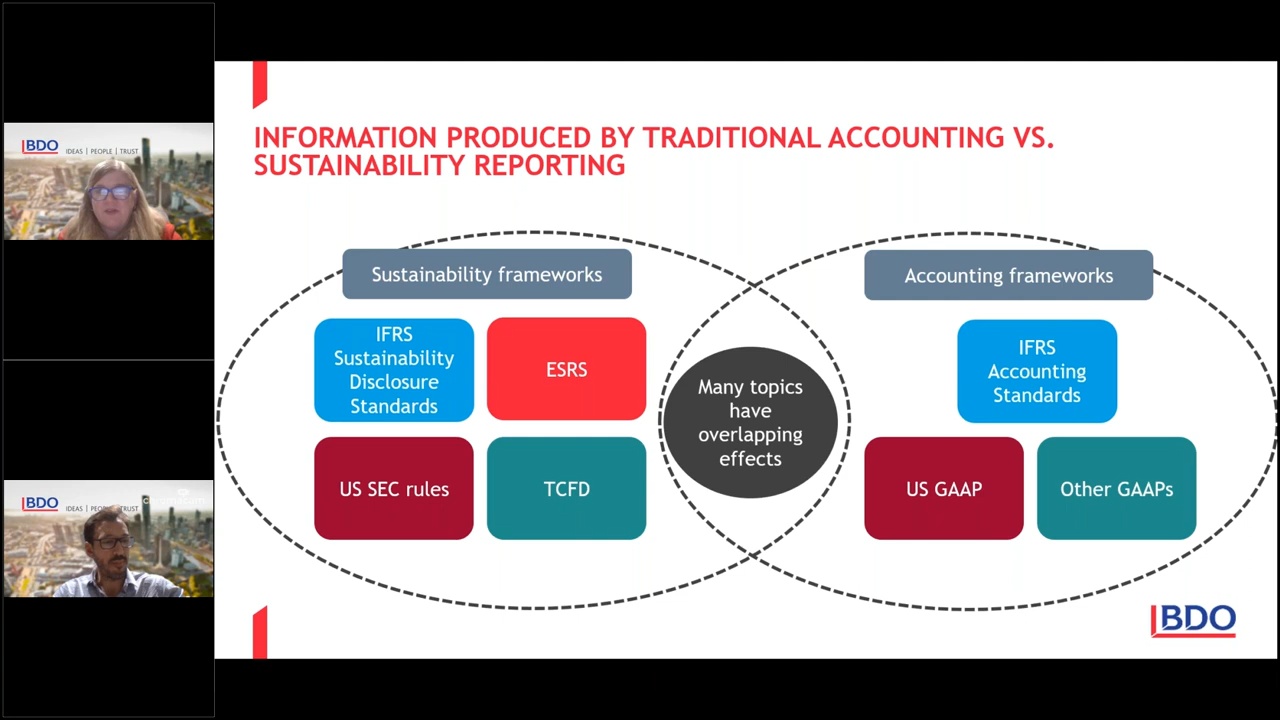 BDO
IDEAS | PEOPLE | TRUST
BDO
IDEAS | PEOPLE | TRUST
INFORMATION PRODUCED BY TRADITIONAL ACCOUNTING VS.
SUSTAINABILITY REPORTING
Sustainability frameworks
IFRS
Sustainability
Disclosure
Standards
ESRS
US SEC rules
TCFD
Many topics
have
overlapping
effects
Accounting frameworks
IFRS
Accounting
Standards
US GAAP
Other GAAPs
BDO